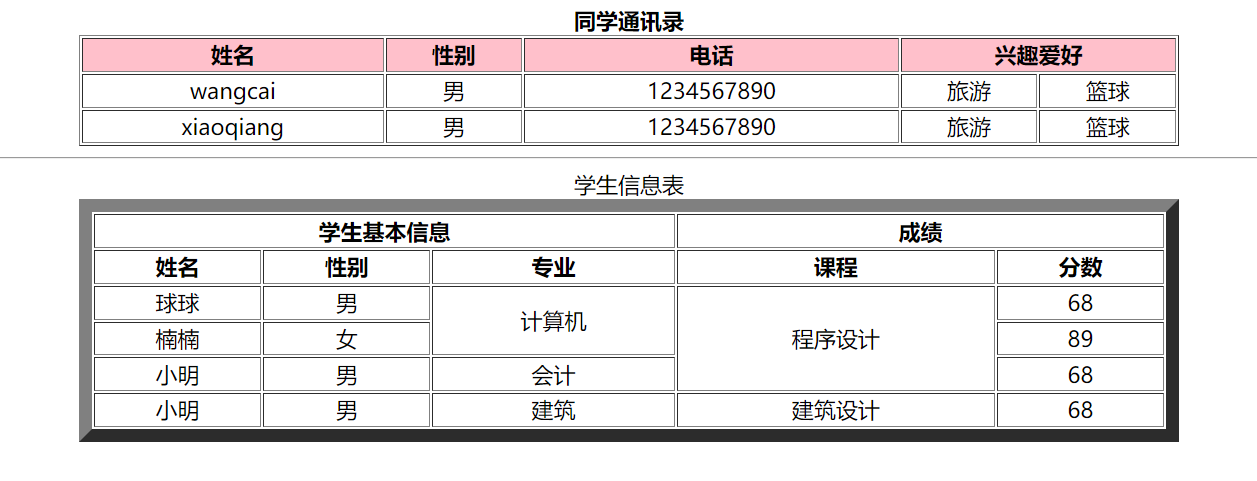 同学通讯录
姓名 性别 电话 兴趣爱好
wangcai 男 1234567890 旅游 篮球
xiaoqiang 男 1234567890 旅游 篮球
学生信息表
学生基本信息 成绩
姓名 性别 专业 课程 分数
球球 男 计算机 程序设计 68
楠楠 女 89
小明 男 会计 68
小明 男 建筑 建筑设计 68